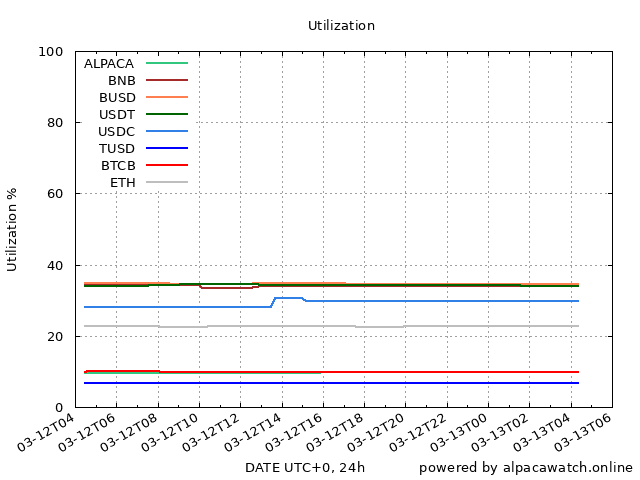 Utilization
100
80
60
40
20
0
Utilization %
ALPACA
BNB
BUSD
USDT
USDC
TUSD
BTCB
ETH
03-12T04
03-12T06
03-12T08
03-12T10
03-12T12
03-12T14
03-12T16
03-12T18
03-12T20
03-12T22
03-13T00
03-13T02
03-13T04
03-13T06
DATE UTC+0, 24h
powered by alpacawatch.online